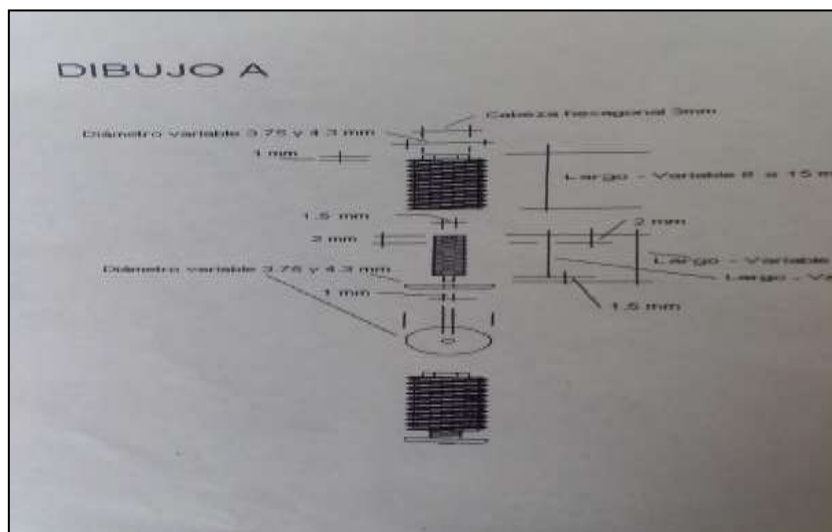 DIBUJO A
Cabeza hexagonal 3mm
Diámetro variable 3.75 y 4.3 mm
1 mm
Largo - Variable 8 a 15 m
1.5 mm
2 mm
2 mm
Largo - Variable
Diámetro variable 3.75 y 4.3 mm
Largo - Va
1 mm
1.5 mm